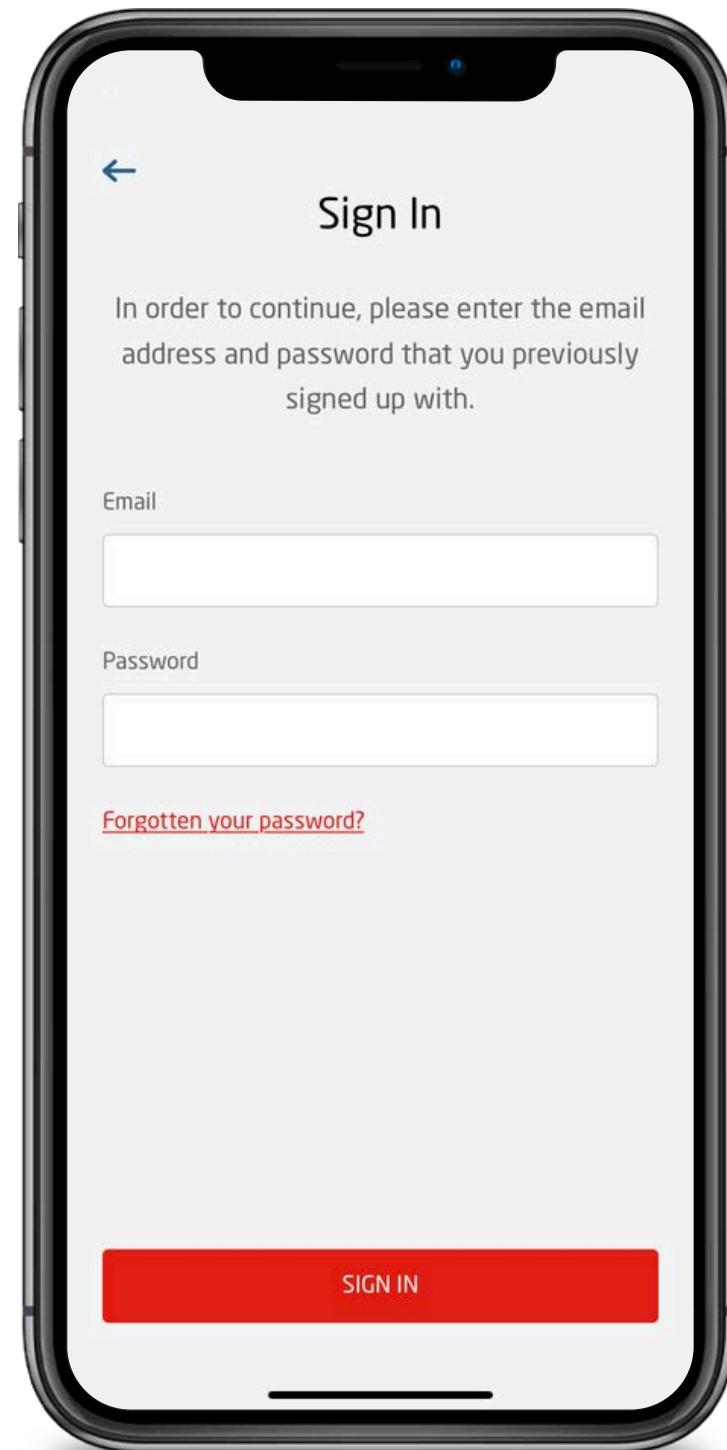 Sign In
In order to continue, please enter the email
address and password that you previously
signed up with.
Email
Password
Forgotten your password?
SIGN IN